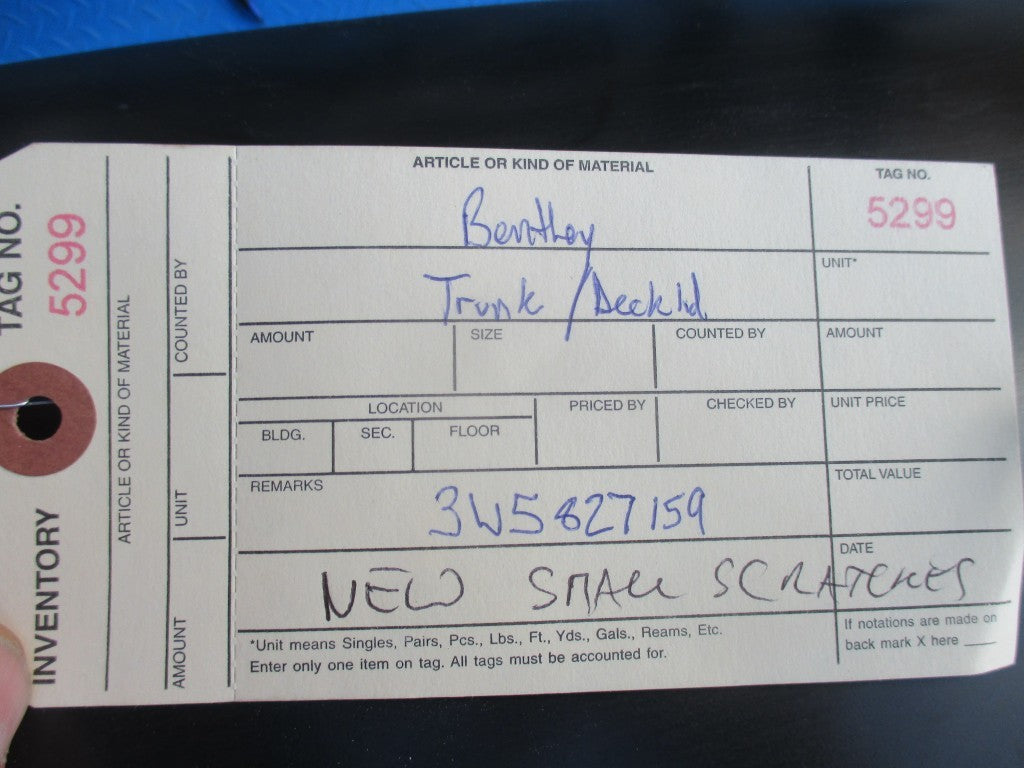 TAG NO.
5299
INVENTORY
ARTICLE OR KIND OF MATERIAL
COUNTED BY
UNIT
AMOUNT
ARTICLE OR KIND OF MATERIAL
TAG NO.
5299
Bentley
UNIT*
Trunk / Decklid
AMOUNT SIZE COUNTED BY AMOUNT
LOCATION PRICED BY CHECKED BY UNIT PRICE
BLDG. SEC. FLOOR
REMARKS
TOTAL VALUE
3W5827159
DATE
NEW SMALL SCRATCHES
*Unit means Singles, Pairs, Pcs., Lbs., Ft., Yds., Gals., Reams, Etc.
Enter only one item on tag. All tags must be accounted for.
If notations are made on
back mark X here ____